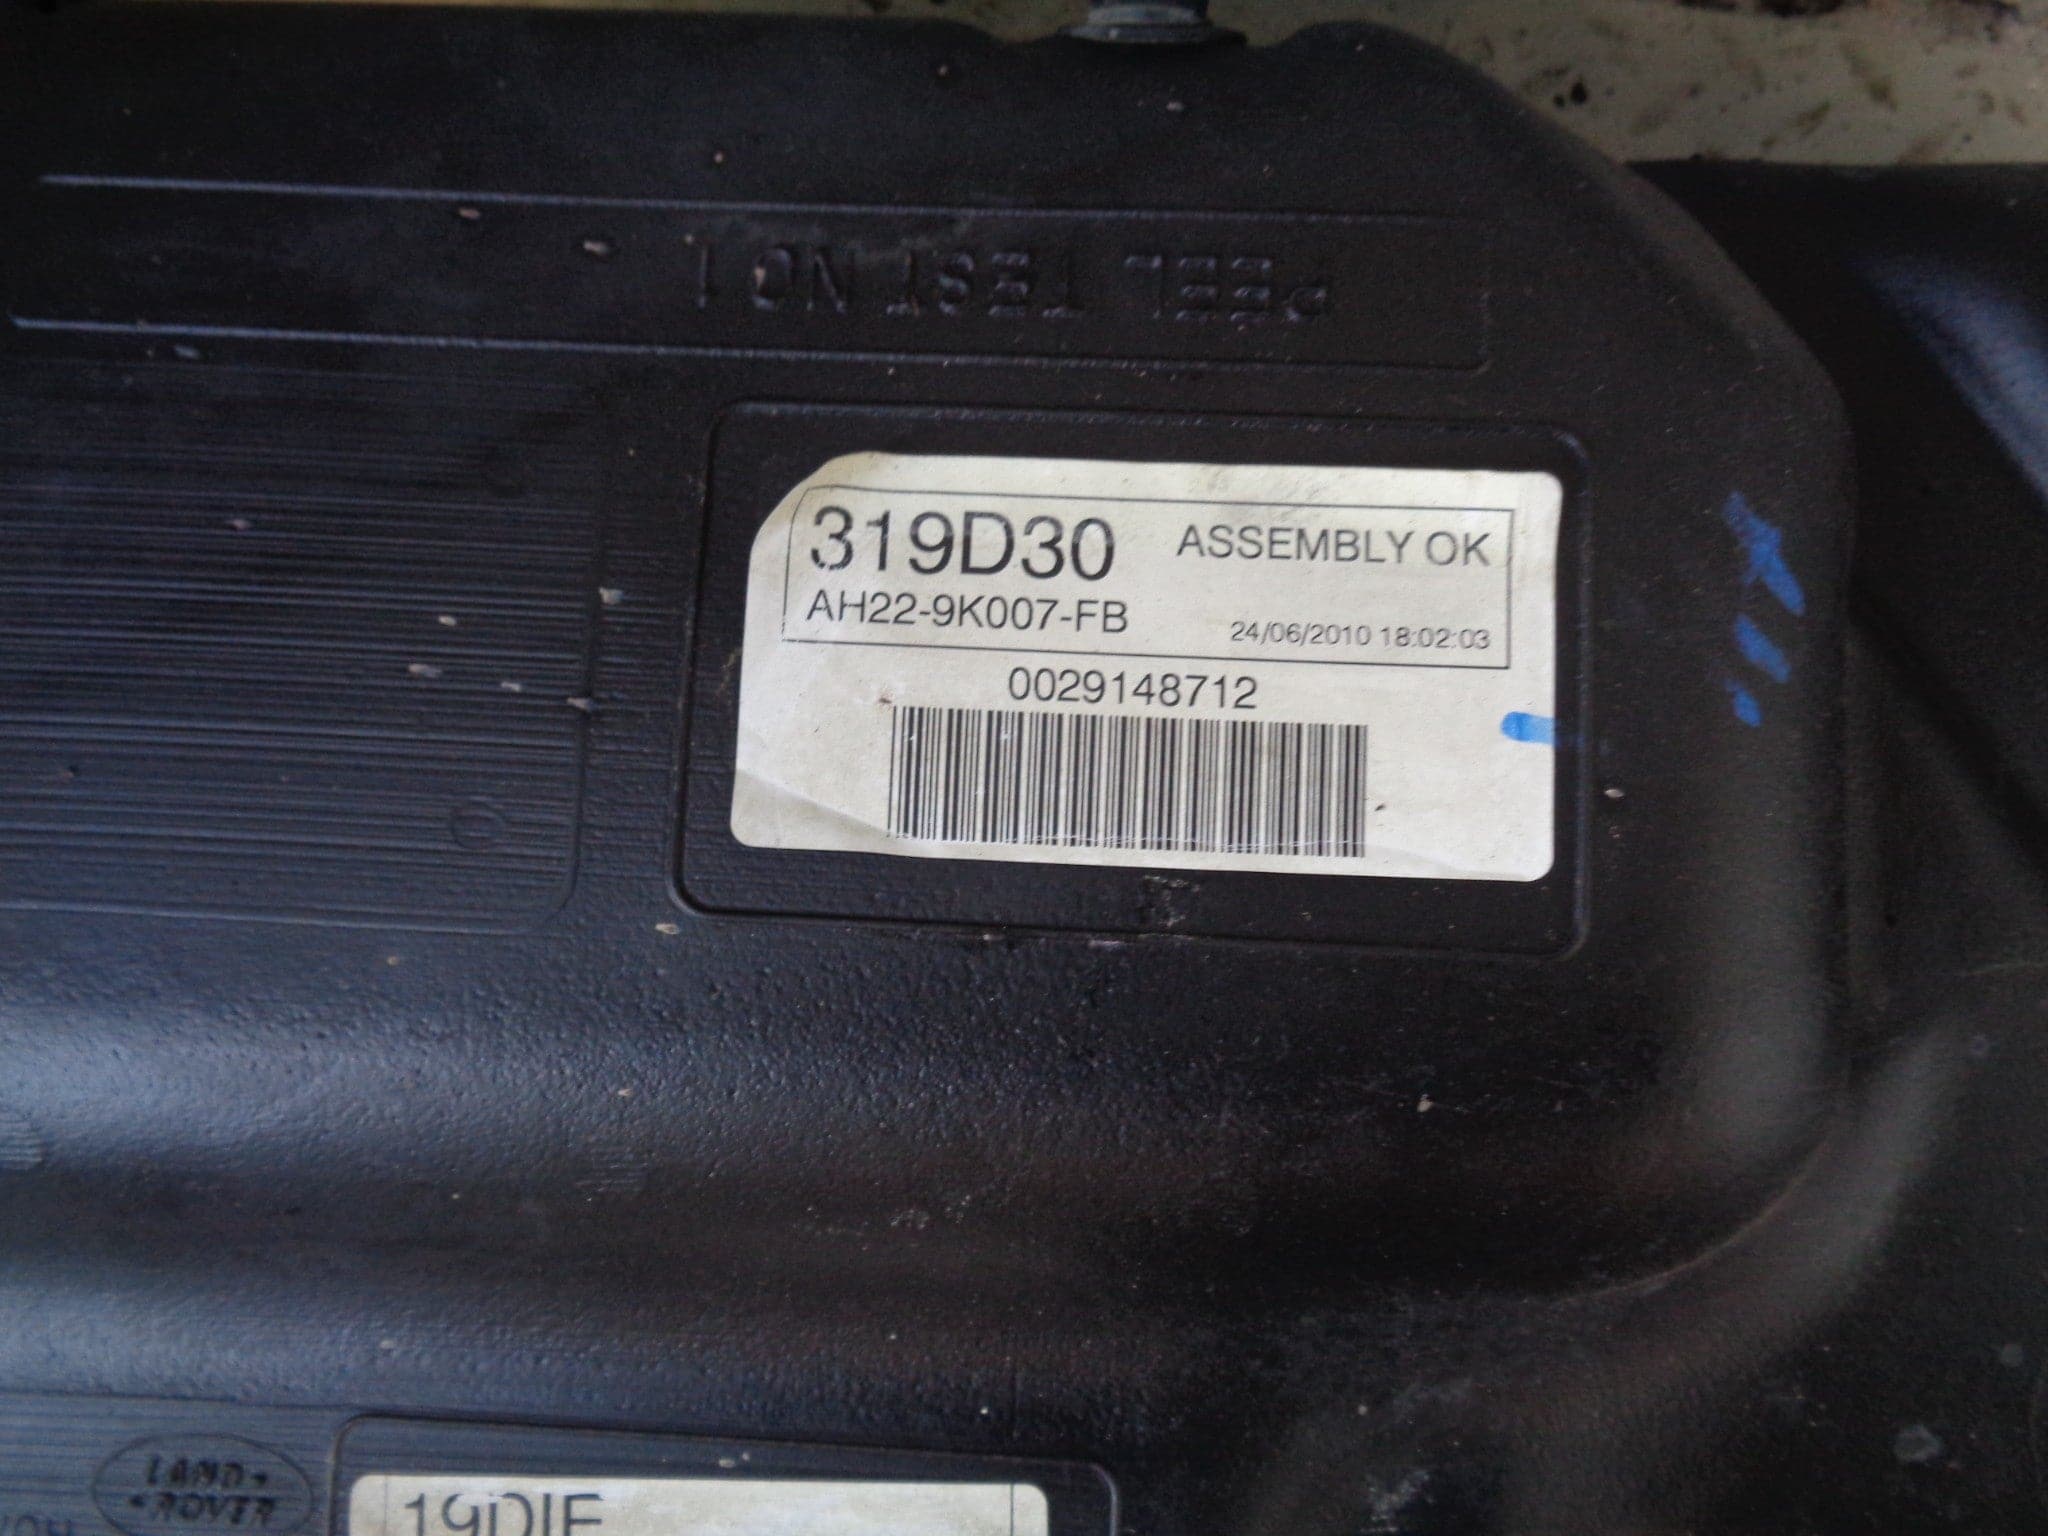 PEEL TEST NO 1
319D30 ASSEMBLY OK
AH22-9K007-FB
24/06/2010 18:02:03
0029148712
LAND
ROVER